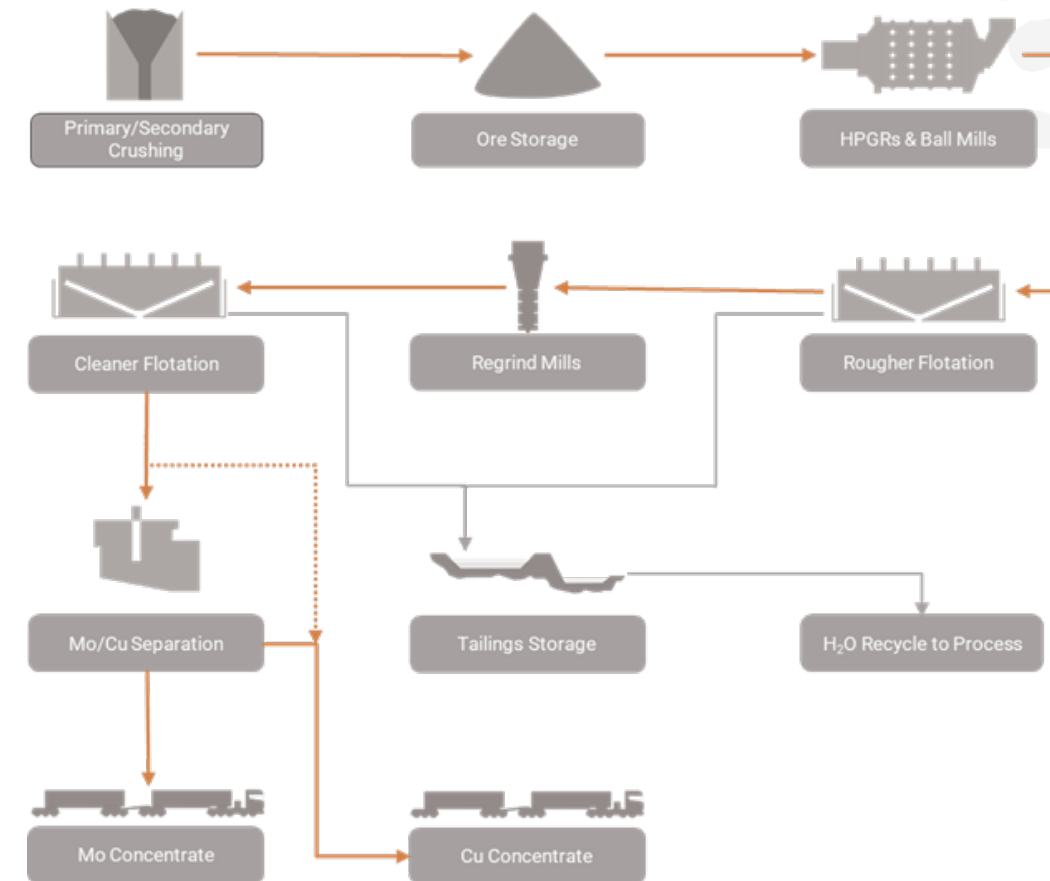 Primary/Secondary
Crushing
Ore Storage
HPGRs & Ball Mills
Cleaner Flotation
Regrind Mills
Rougher Flotation
Mo/Cu Separation
Tailings Storage
H₂O Recycle to Process
Mo Concentrate
Cu Concentrate